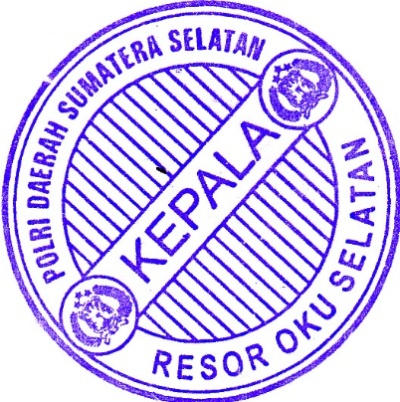 POLRI DAERAH SUMATERA SELATAN
KEPALA
RESOR OKU SELATAN